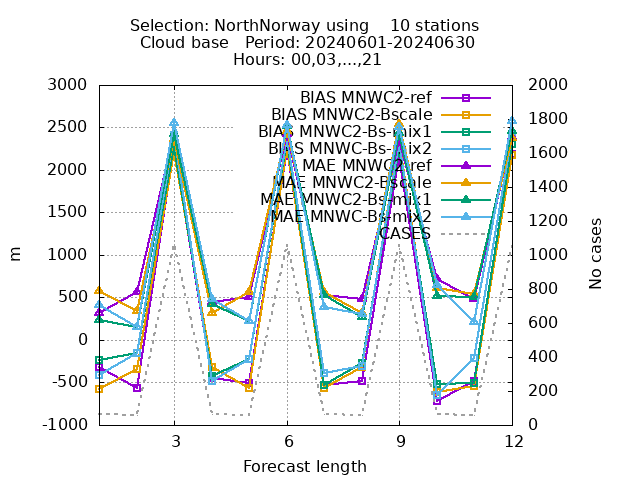 Selection: NorthNorway using    10 stations
Cloud base   Period: 20240601-20240630
Hours: 00,03,...,21
3000
2500
2000
1500
1000
500
0
-500
-1000
m
2000
1800
1600
1400
1200
1000
800
600
400
200
0
No cases
BIAS MNWC2-ref
BIAS MNWC2-Bscale
BIAS MNWC2-Bs-mix1
BIAS MNWC-Bs-mix2
MAE MNWC2-ref
MAE MNWC2-Bscale
MAE MNWC2-Bs-mix1
MAE MNWC-Bs-mix2
CASES
3
6
9
12
Forecast length